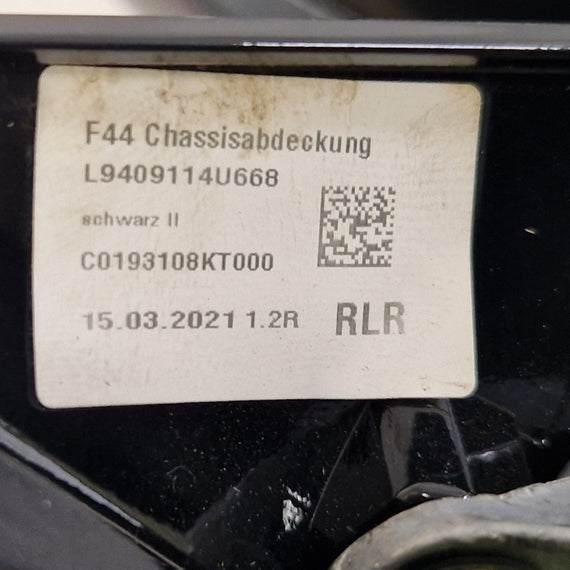 F44 Chassisabdeckung
L9409114U668
schwarz II
C0193108KT000
15.03.2021 1.2R RLR